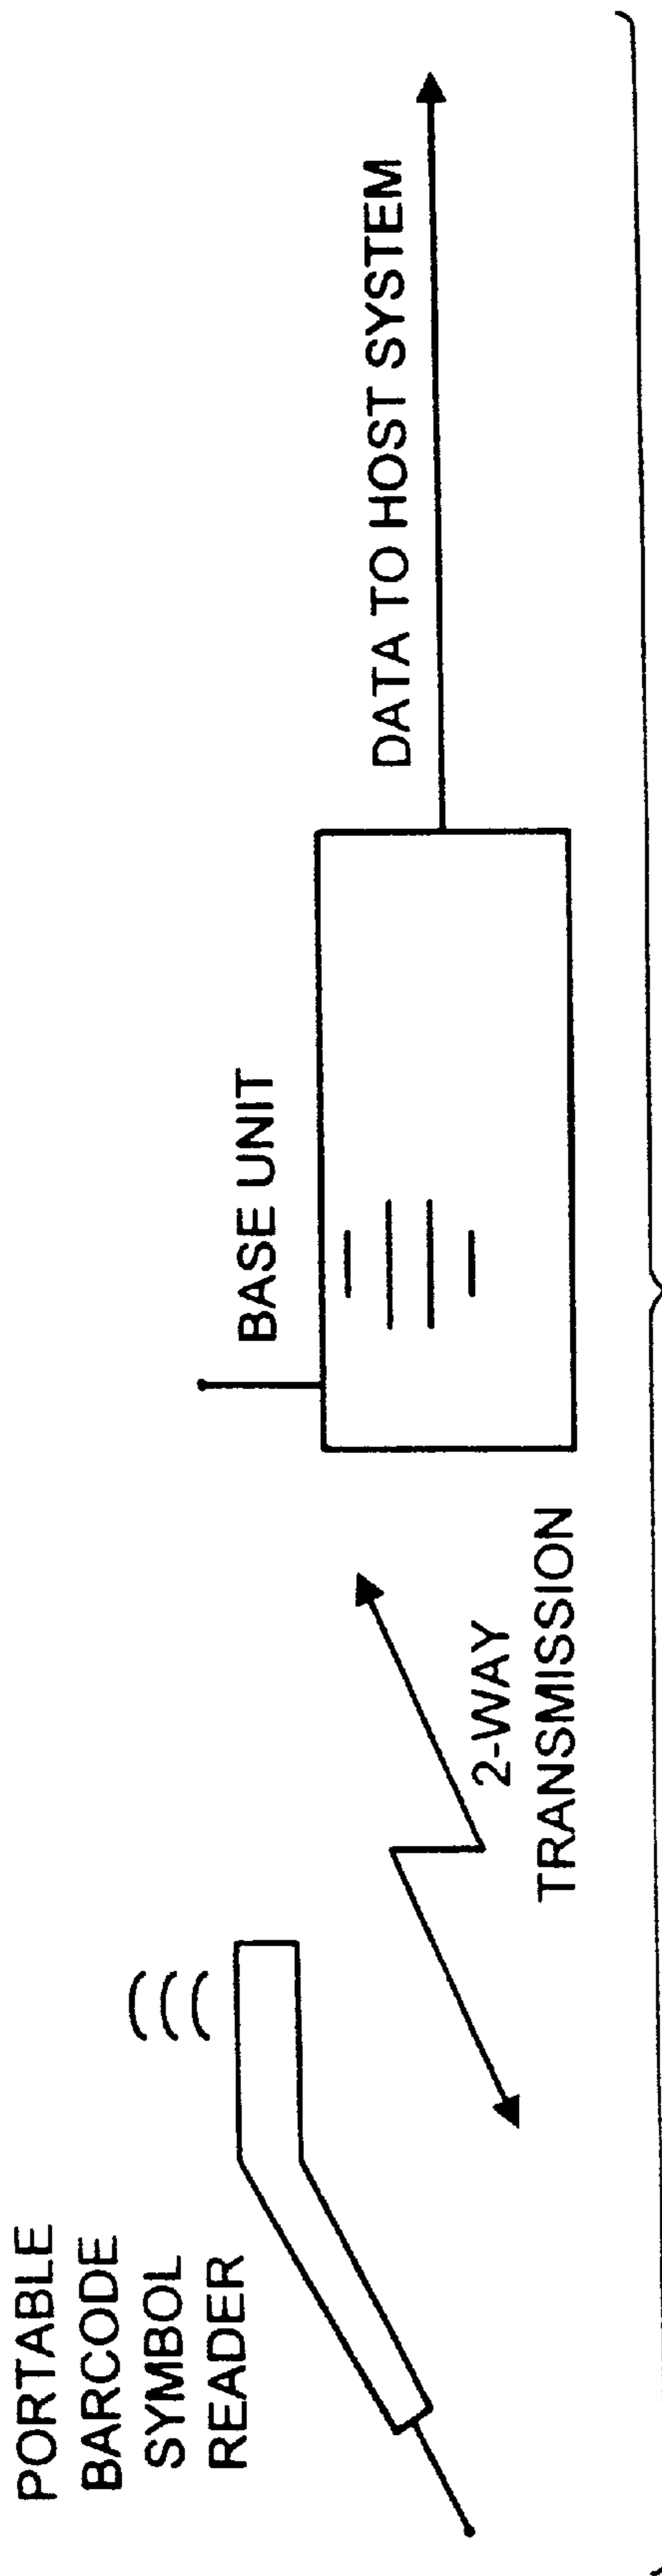 PORTABLE
BARCODE
SYMBOL
READER
2-WAY
TRANSMISSION
BASE UNIT
DATA TO HOST SYSTEM